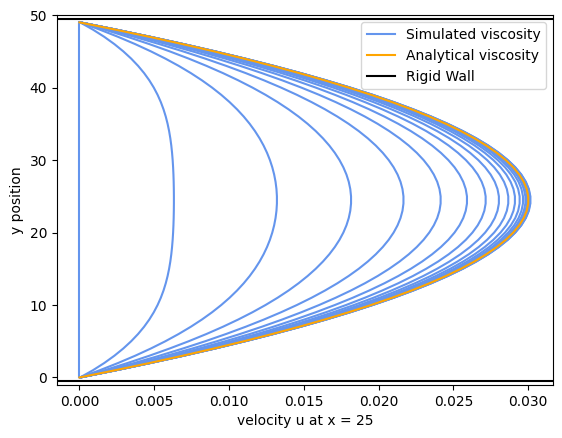 50
40
30
20
10
0
y position
Simulated viscosity
Analytical viscosity
Rigid Wall
0.000 0.005 0.010 0.015 0.020 0.025 0.030
velocity u at x = 25